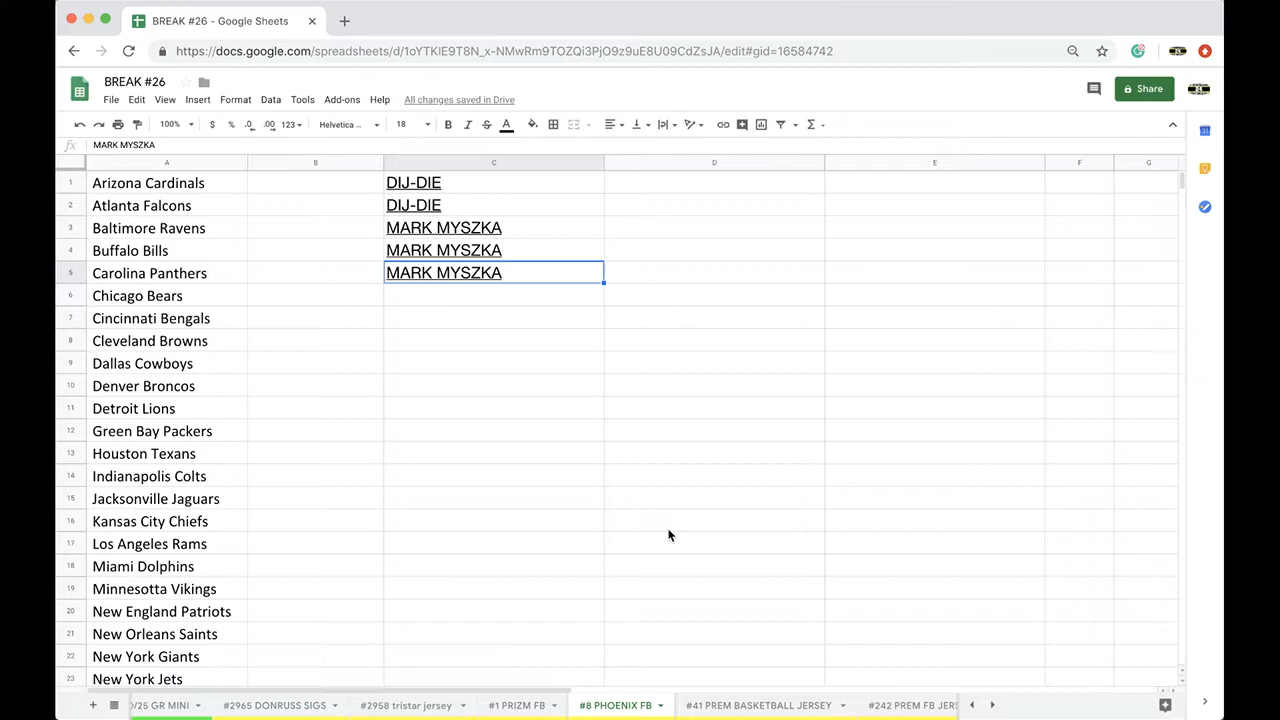 BREAK #26 - Google Sheets
https://docs.google.com/spreadsheets/d/1oYTKIE9T8N_x-NMwRm9TOZQi3PjO9z9uE8U09CdZsJA/edit#gid=16584742
BREAK #26
File Edit View Insert Format Data Tools Add-ons Help All changes saved in Drive
Share
100% $ % .0 .00 123 Helvetica ... 18 B I S A
fx MARK MYSZKA
A B C D E F G
1 Arizona Cardinals DIJ-DIE
2 Atlanta Falcons DIJ-DIE
3 Baltimore Ravens MARK MYSZKA
4 Buffalo Bills MARK MYSZKA
5 Carolina Panthers MARK MYSZKA
6 Chicago Bears
7 Cincinnati Bengals
8 Cleveland Browns
9 Dallas Cowboys
10 Denver Broncos
11 Detroit Lions
12 Green Bay Packers
13 Houston Texans
14 Indianapolis Colts
15 Jacksonville Jaguars
16 Kansas City Chiefs
17 Los Angeles Rams
18 Miami Dolphins
19 Minnesotta Vikings
20 New England Patriots
21 New Orleans Saints
22 New York Giants
23 New York Jets
0/25 GR MINI #2965 DONRUSS SIGS #2958 tristar jersey #1 PRIZM FB #8 PHOENIX FB #41 PREM BASKETBALL JERSEY #242 PREM FB JERS